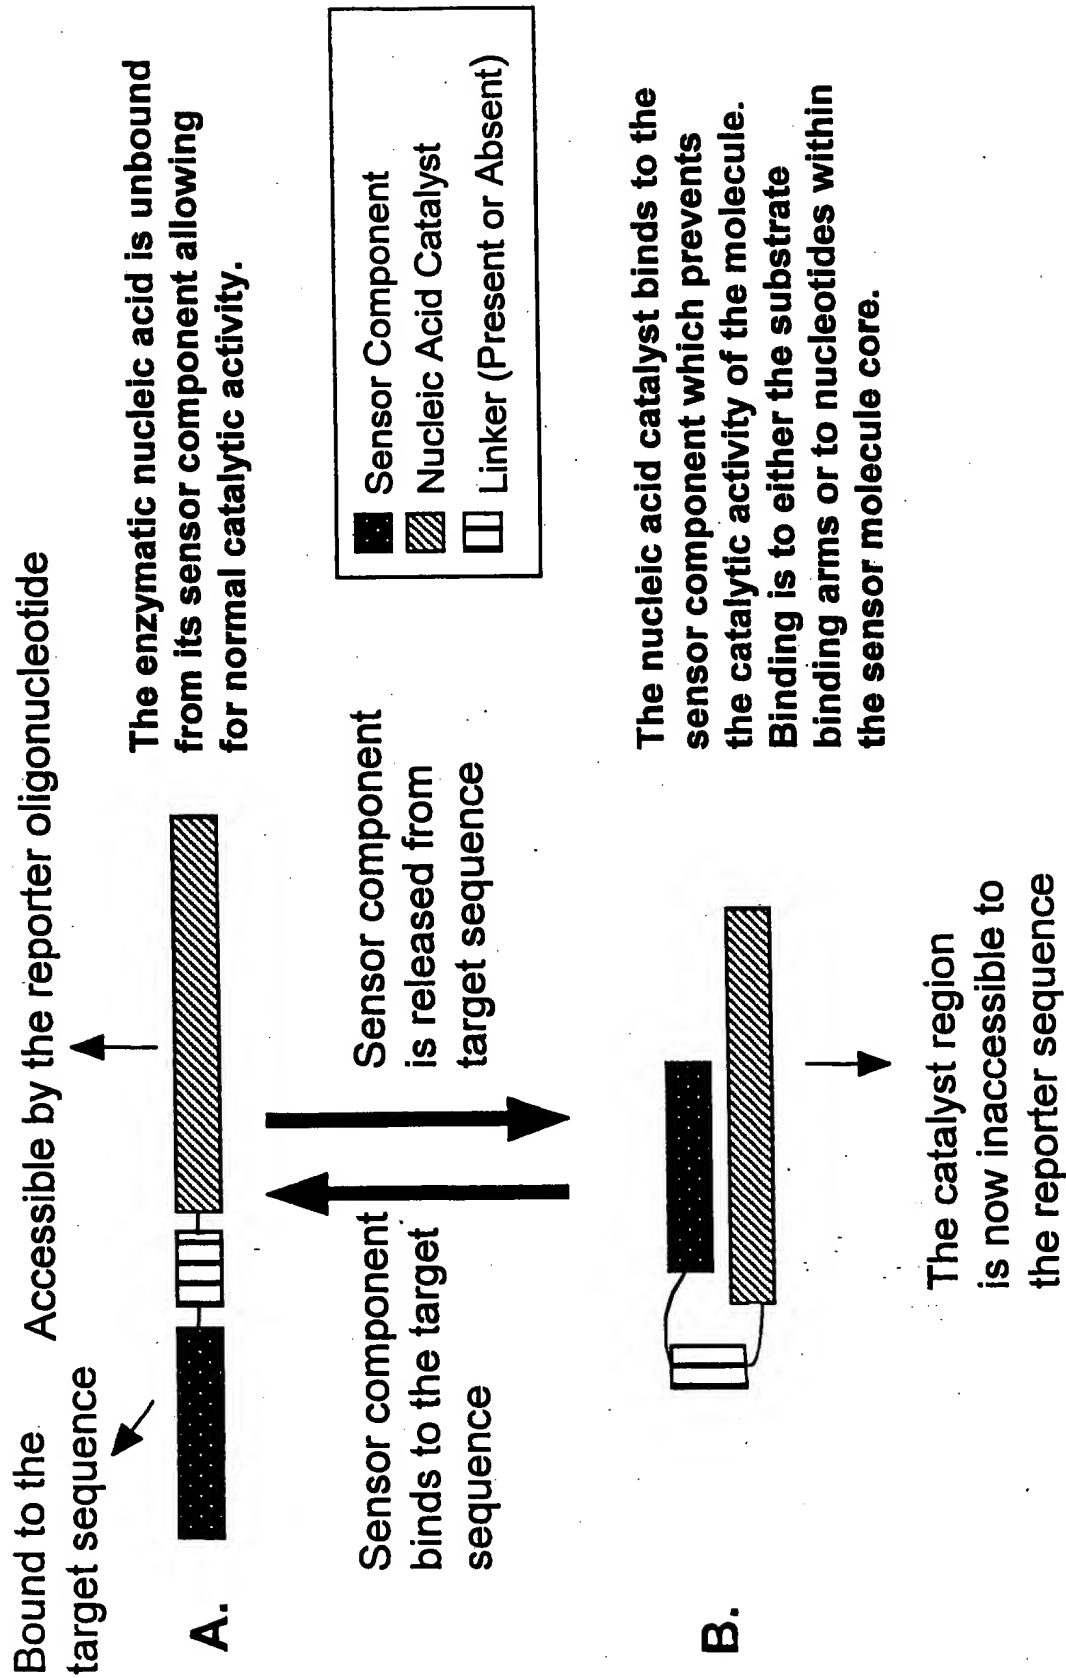 Bound to the
target sequence
Accessible by the reporter oligonucleotide
A.
The enzymatic nucleic acid is unbound
from its sensor component allowing
for normal catalytic activity.
Sensor component
binds to the target
sequence
Sensor component
is released from
target sequence
Sensor Component
Nucleic Acid Catalyst
Linker (Present or Absent)
B.
The nucleic acid catalyst binds to the
sensor component which prevents
the catalytic activity of the molecule.
Binding is to either the substrate
binding arms or to nucleotides within
the sensor molecule core.
The catalyst region
is now inaccessible to
the reporter sequence